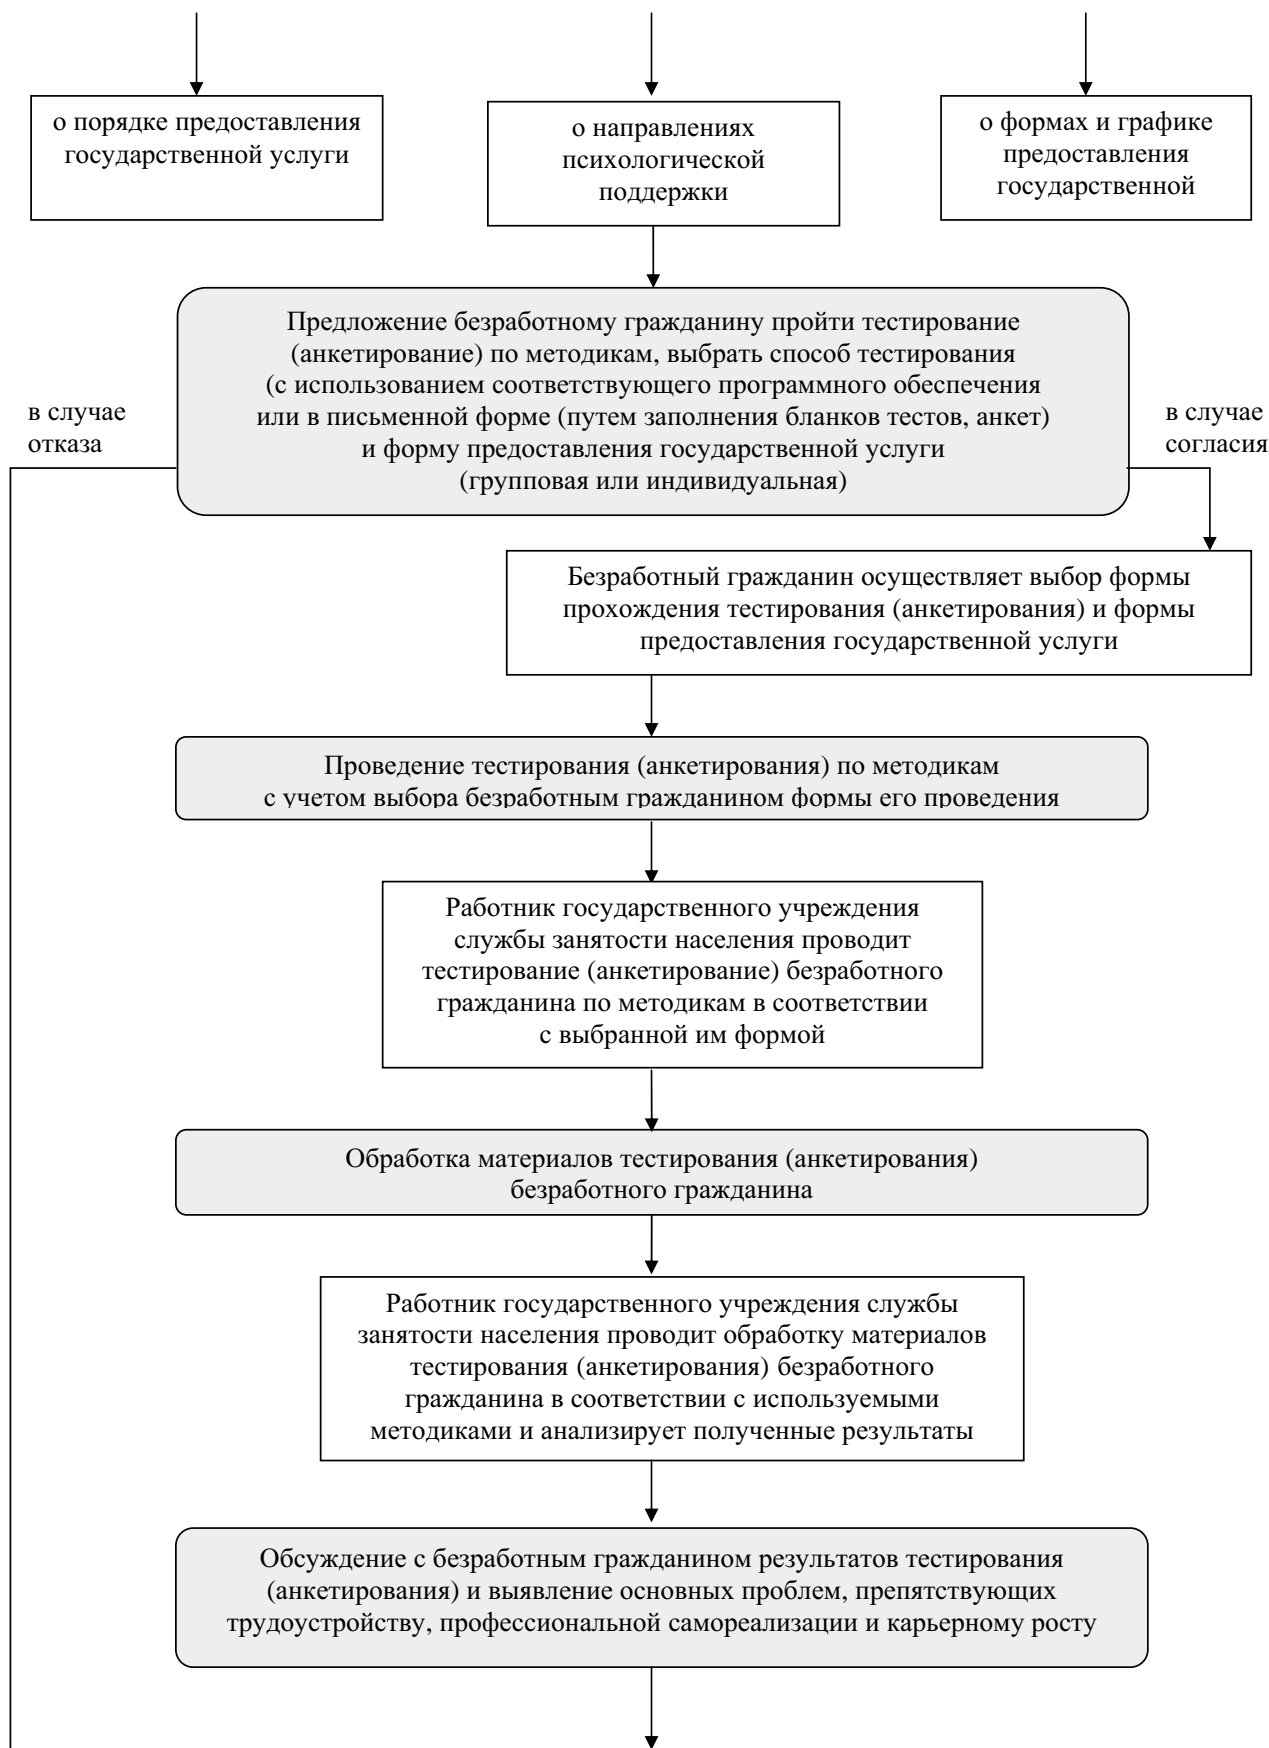 о порядке предоставления
государственной услуги
о направлениях
психологической
поддержки
о формах и графике
предоставления
государственной
Предложение безработному гражданину пройти тестирование
(анкетирование) по методикам, выбрать способ тестирования
(с использованием соответствующего программного обеспечения
или в письменной форме (путем заполнения бланков тестов, анкет)
и форму предоставления государственной услуги
(групповая или индивидуальная)
в случае
отказа
в случае
согласия
Безработный гражданин осуществляет выбор формы
прохождения тестирования (анкетирования) и формы
предоставления государственной услуги
Проведение тестирования (анкетирования) по методикам
с учетом выбора безработным гражданином формы его проведения
Работник государственного учреждения
службы занятости населения проводит
тестирование (анкетирование) безработного
гражданина по методикам в соответствии
с выбранной им формой
Обработка материалов тестирования (анкетирования)
безработного гражданина
Работник государственного учреждения службы
занятости населения проводит обработку материалов
тестирования (анкетирования) безработного
гражданина в соответствии с используемыми
методиками и анализирует полученные результаты
Обсуждение с безработным гражданином результатов тестирования
(анкетирования) и выявление основных проблем, препятствующих
трудоустройству, профессиональной самореализации и карьерному росту